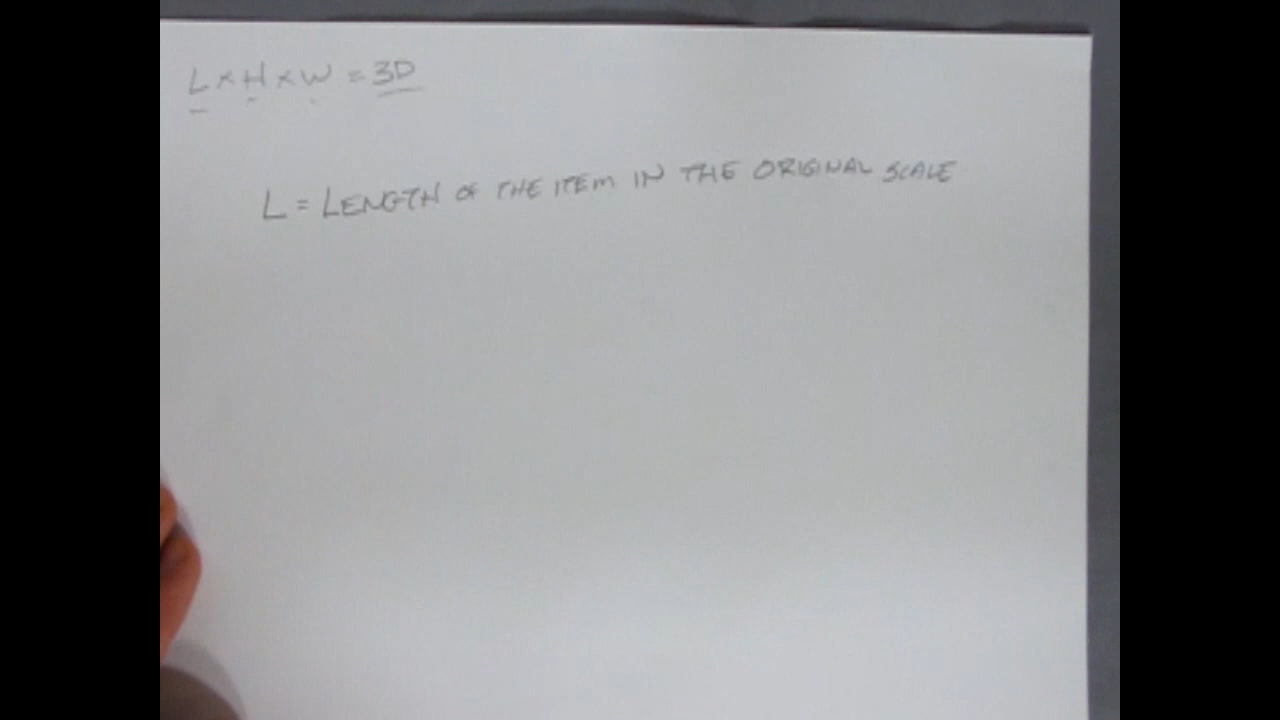 L × H × W = 3D
L = LENGTH OF THE ITEM IN THE ORIGINAL SCALE